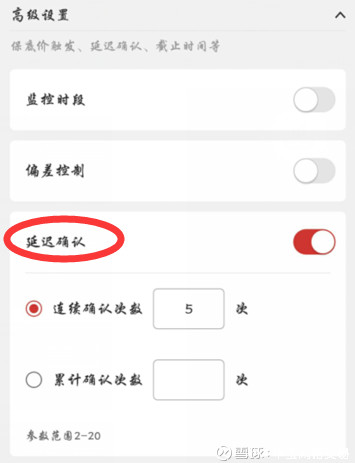 高级设置
保底价触发、延迟确认、截止时间等
监控时段
偏差控制
延迟确认
连续确认次数 5 次
累计确认次数 次
参数范围2-20
雪球：